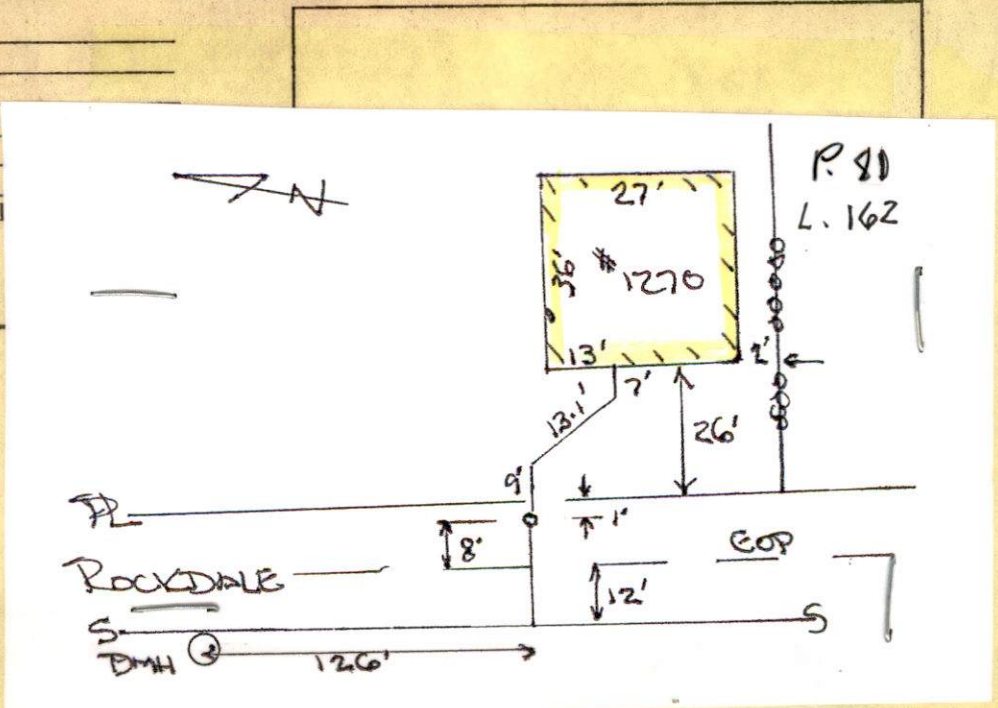 N
P. 81
L. 162
27'
36'
# 1270
13'
7'
2'
13.1'
26'
9'
PL
1'
8'
EOP
ROCKDALE
12'
S
S
DMH
126'